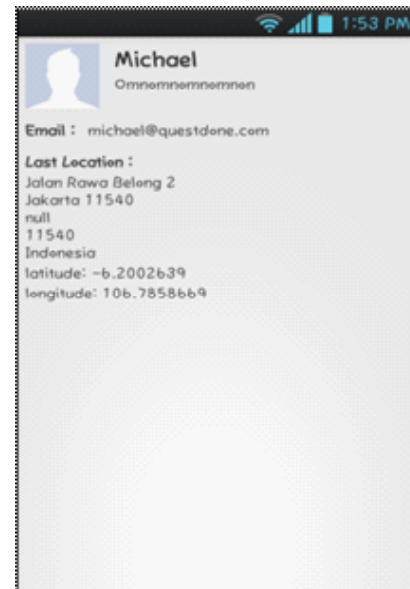 1:53 PM
Michael
Omnomnomnomnon
Email : michael@questdone.com
Last Location :
Jalan Rawa Belong 2
Jakarta 11540
null
11540
Indonesia
latitude: -6.2002639
longitude: 106.7858669